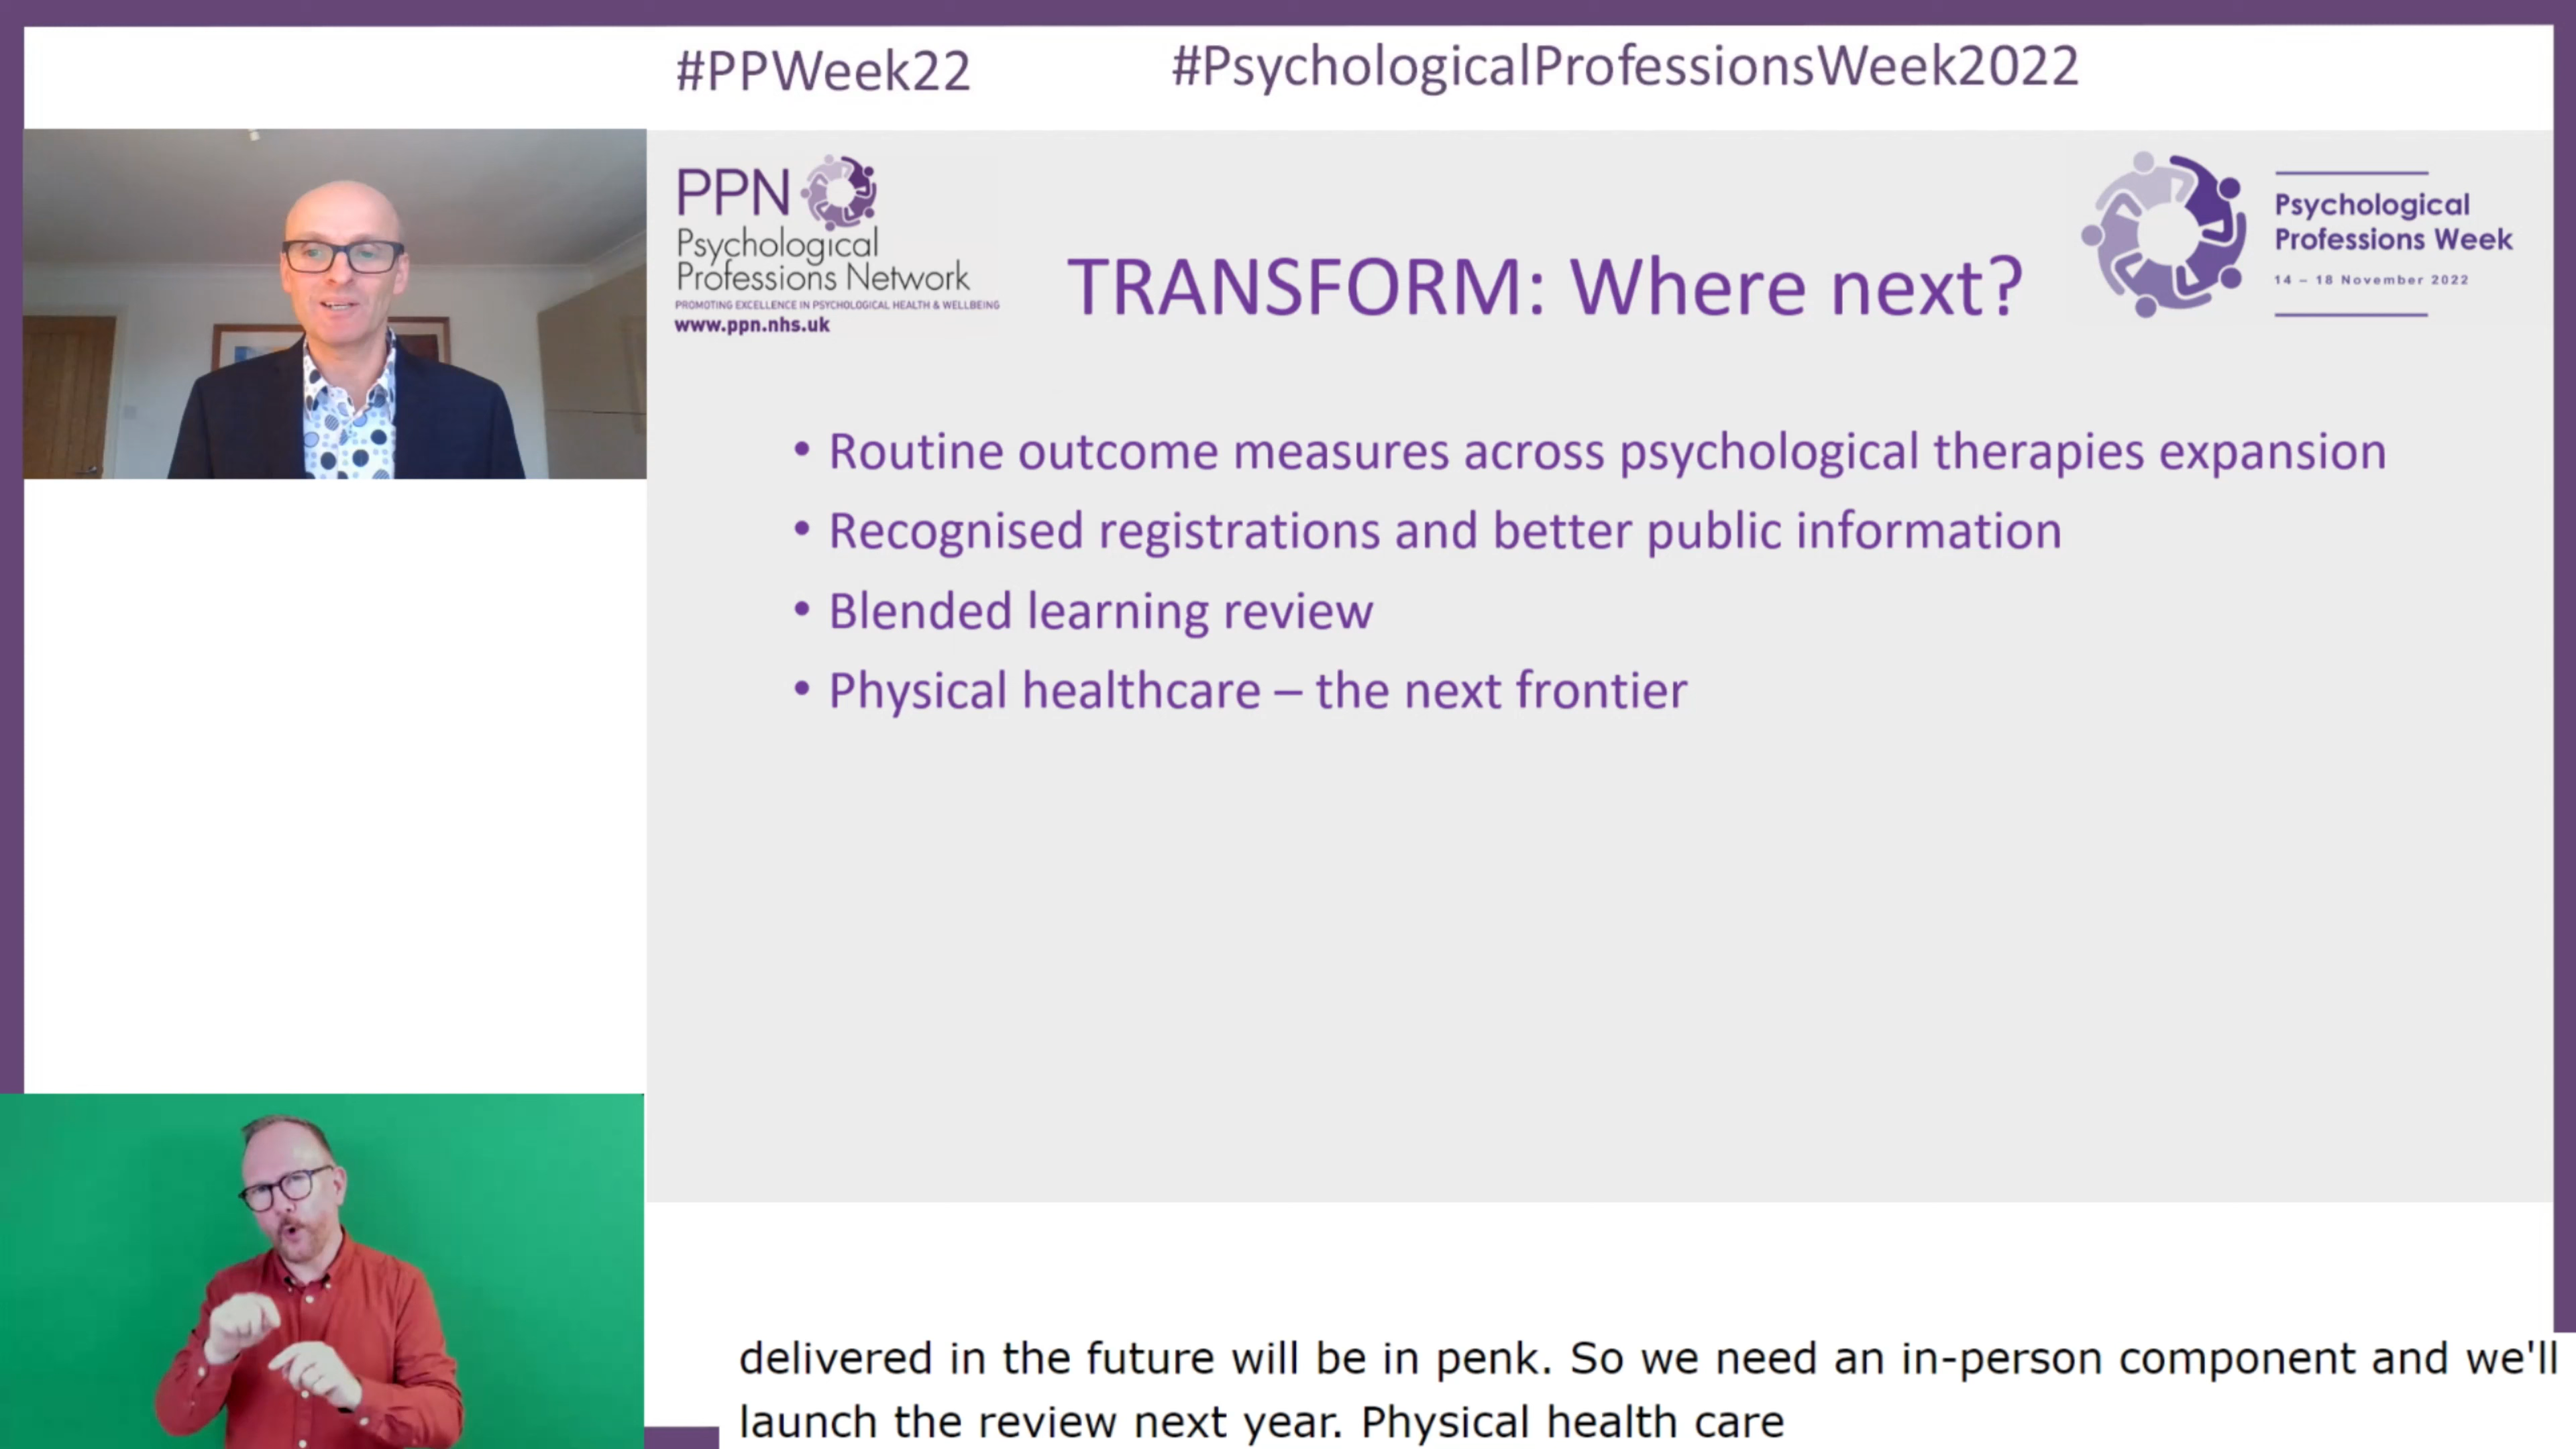 #PPWeek22
#PsychologicalProfessionsWeek2022
PPN
Psychological
Professions Network
PROMOTING EXCELLENCE IN PSYCHOLOGICAL HEALTH & WELLBEING
www.ppn.nhs.uk
TRANSFORM: Where next?
Psychological
Professions Week
14 – 18 November 2022
• Routine outcome measures across psychological therapies expansion
• Recognised registrations and better public information
• Blended learning review
• Physical healthcare – the next frontier
delivered in the future will be in penk. So we need an in-person component and we'll
launch the review next year. Physical health care